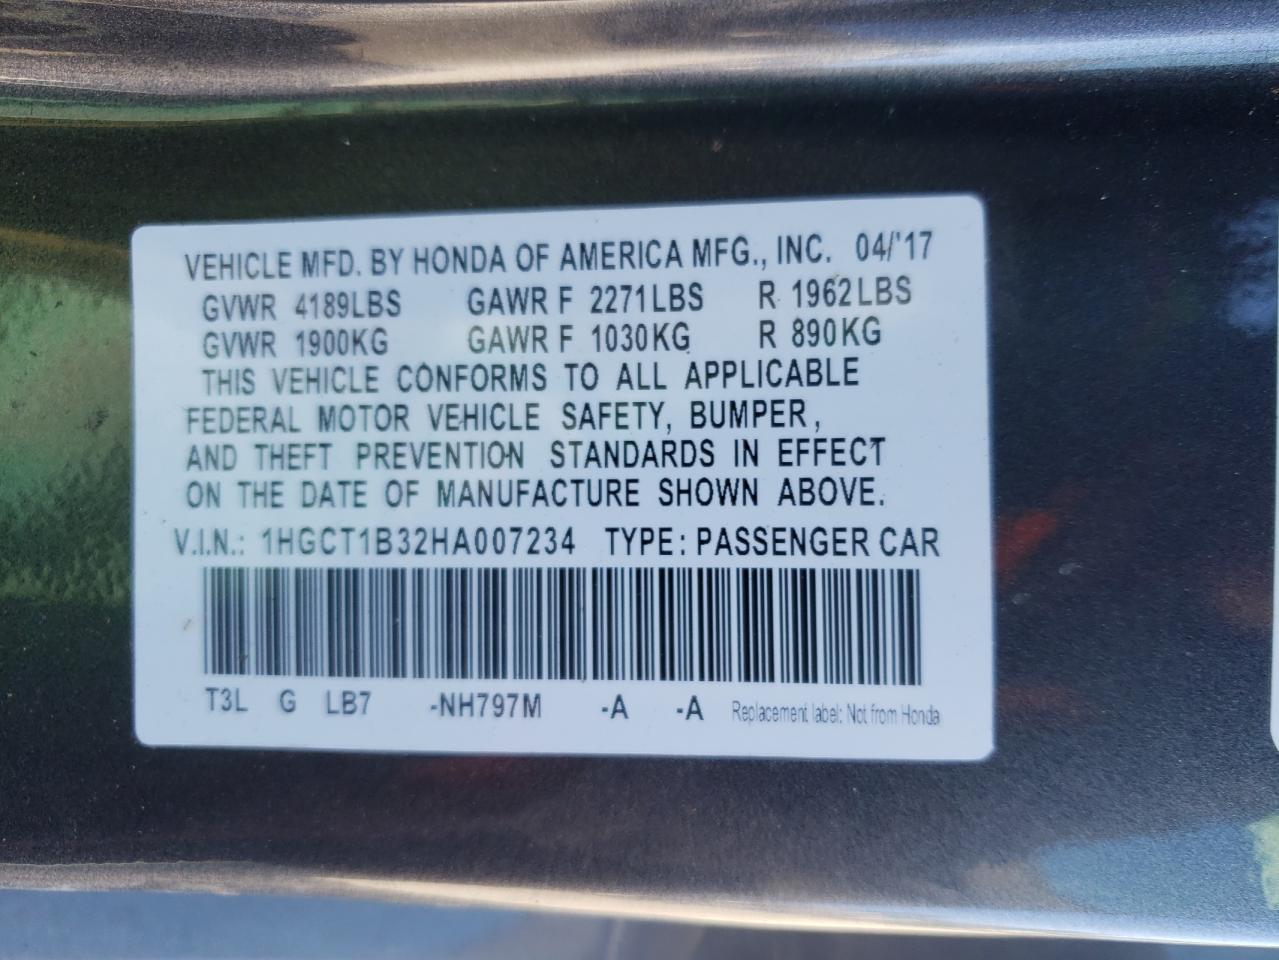 VEHICLE MFD. BY HONDA OF AMERICA MFG., INC. 04/'17
GVWR 4189LBS GAWR F 2271LBS R 1962LBS
GVWR 1900KG GAWR F 1030KG R 890KG
THIS VEHICLE CONFORMS TO ALL APPLICABLE
FEDERAL MOTOR VEHICLE SAFETY, BUMPER,
AND THEFT PREVENTION STANDARDS IN EFFECT
ON THE DATE OF MANUFACTURE SHOWN ABOVE.
V.I.N.: 1HGCT1B32HA007234 TYPE: PASSENGER CAR
T3L G LB7 -NH797M -A -A Replacement label: Not from Honda